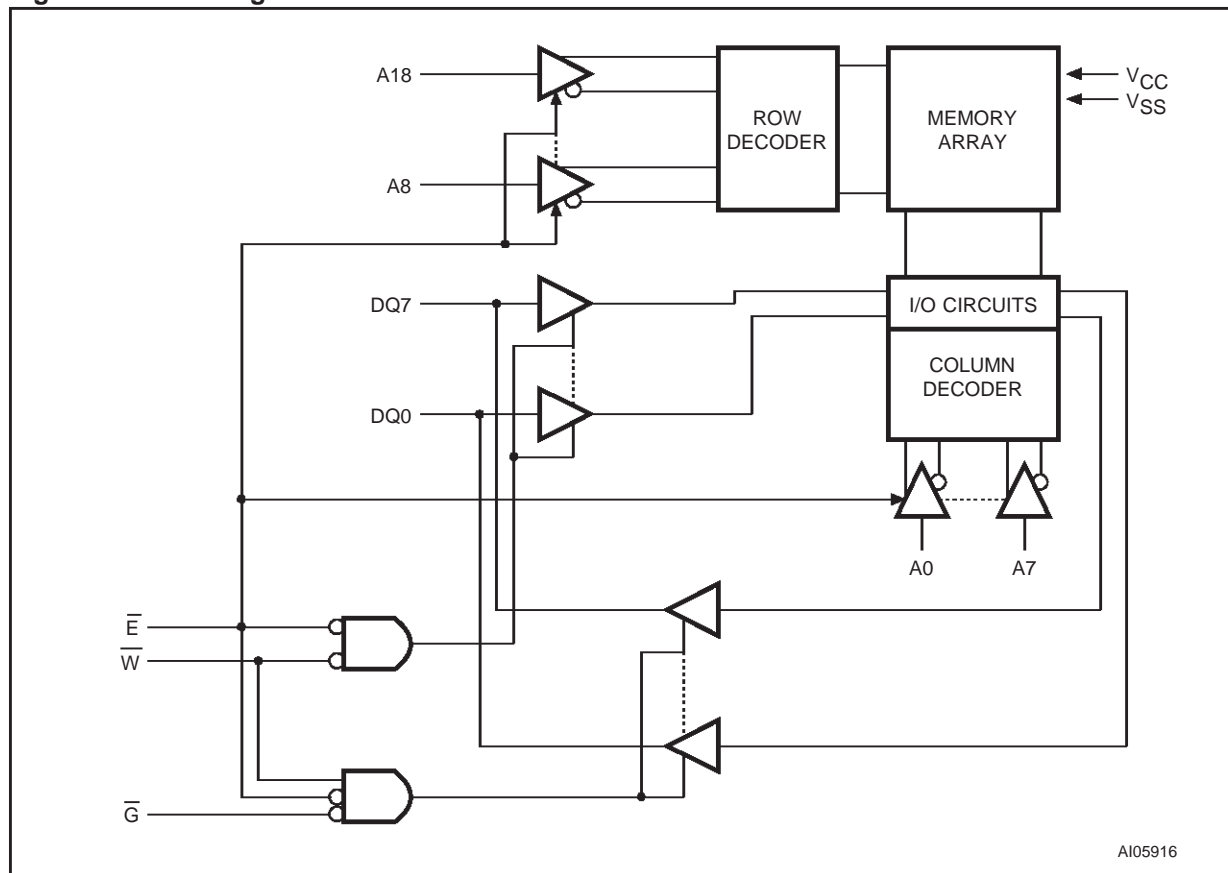 A18
ROW
DECODER
MEMORY
ARRAY
VCC
VSS
A8
DQ7
I/O CIRCUITS
COLUMN
DECODER
DQ0
A0
A7
E̅
W̅
G̅
AI05916